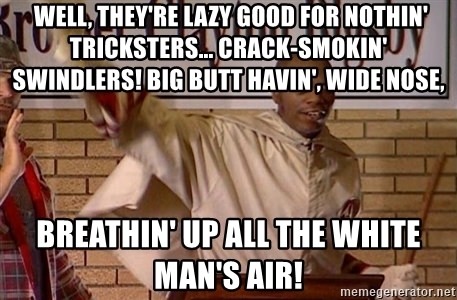 WELL, THEY'RE LAZY GOOD FOR NOTHIN'
TRICKSTERS... CRACK-SMOKIN'
SWINDLERS! BIG BUTT HAVIN', WIDE NOSE,
BREATHIN' UP ALL THE WHITE
MAN'S AIR!
memegenerator.net